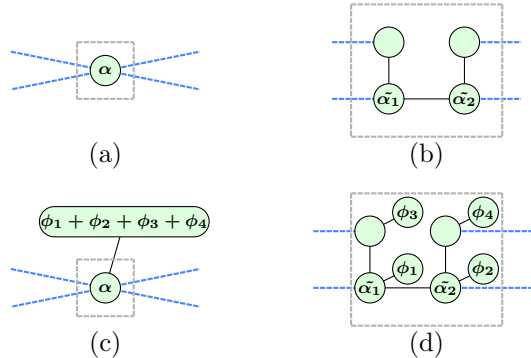 α
α̃₁ α̃₂
(a) (b)
ϕ₁ + ϕ₂ + ϕ₃ + ϕ₄
α
(c)
ϕ₃ ϕ₄
ϕ₁ ϕ₂
α̃₁ α̃₂
(d)